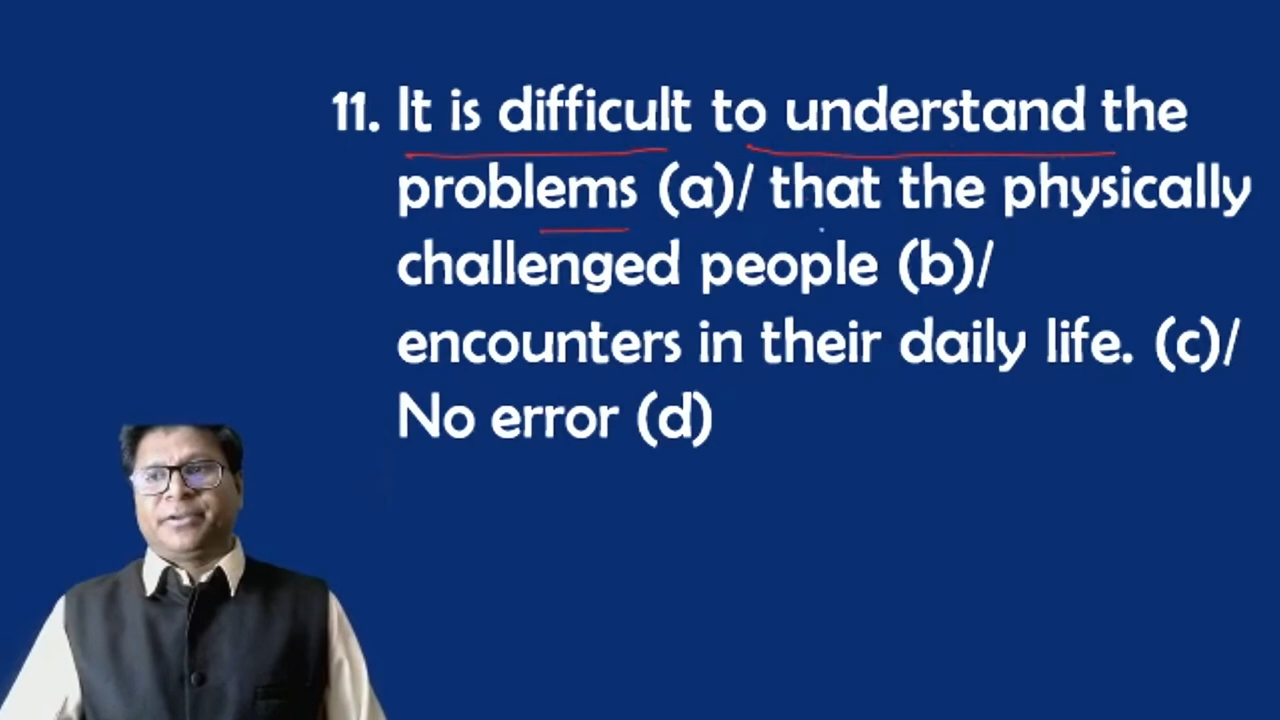 11. It is difficult to understand the
problems (a)/ that the physically
challenged people (b)/
encounters in their daily life. (c)/
No error (d)